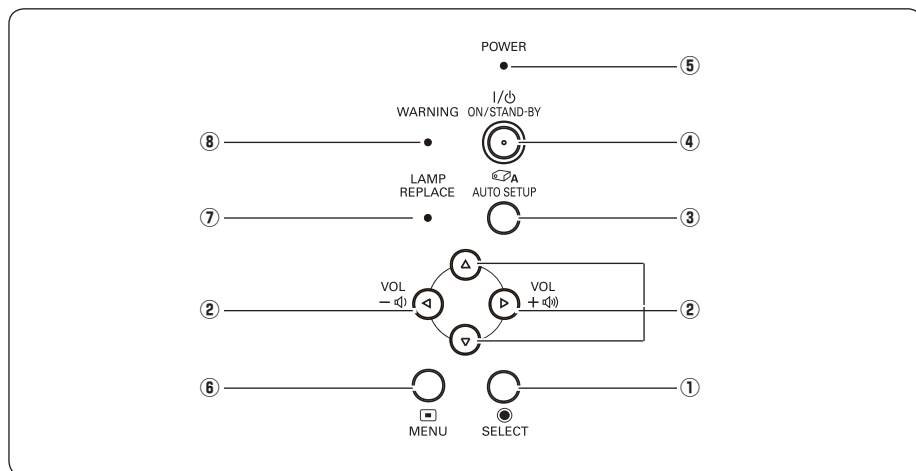 POWER
⑤
I/⏻
WARNING ON/STAND-BY
⑧ ④
LAMP
REPLACE
A
AUTO SETUP
⑦ ③
VOL VOL
− +
② ②
⑥ ①
MENU SELECT